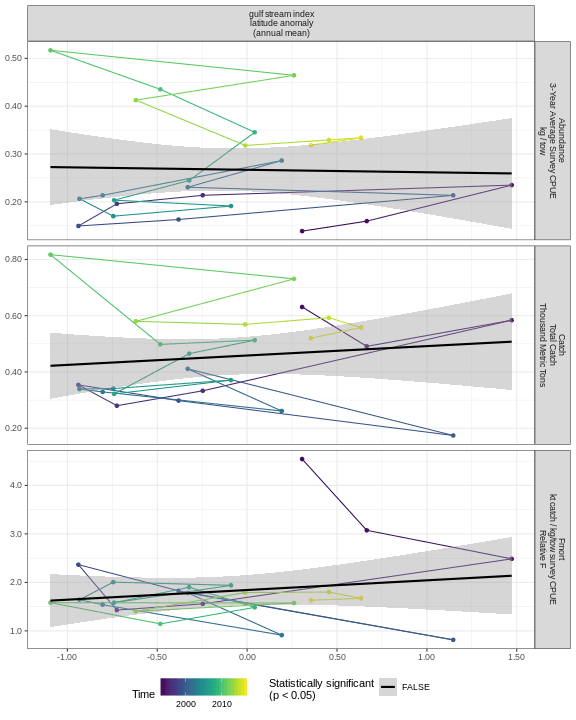 gulf stream index
latitude anomaly
(annual mean)
0.50
0.40
0.30
0.20
Abundance
3-Year Average Survey CPUE
kg / tow
0.80
0.60
0.40
0.20
Catch
Total Catch
Thousand Metric Tons
4.0
3.0
2.0
1.0
Fmort
kt catch / kg/tow survey CPUE
Relative F
-1.00
-0.50
0.00
0.50
1.00
1.50
Time
2000
2010
Statistically significant
(p < 0.05)
FALSE